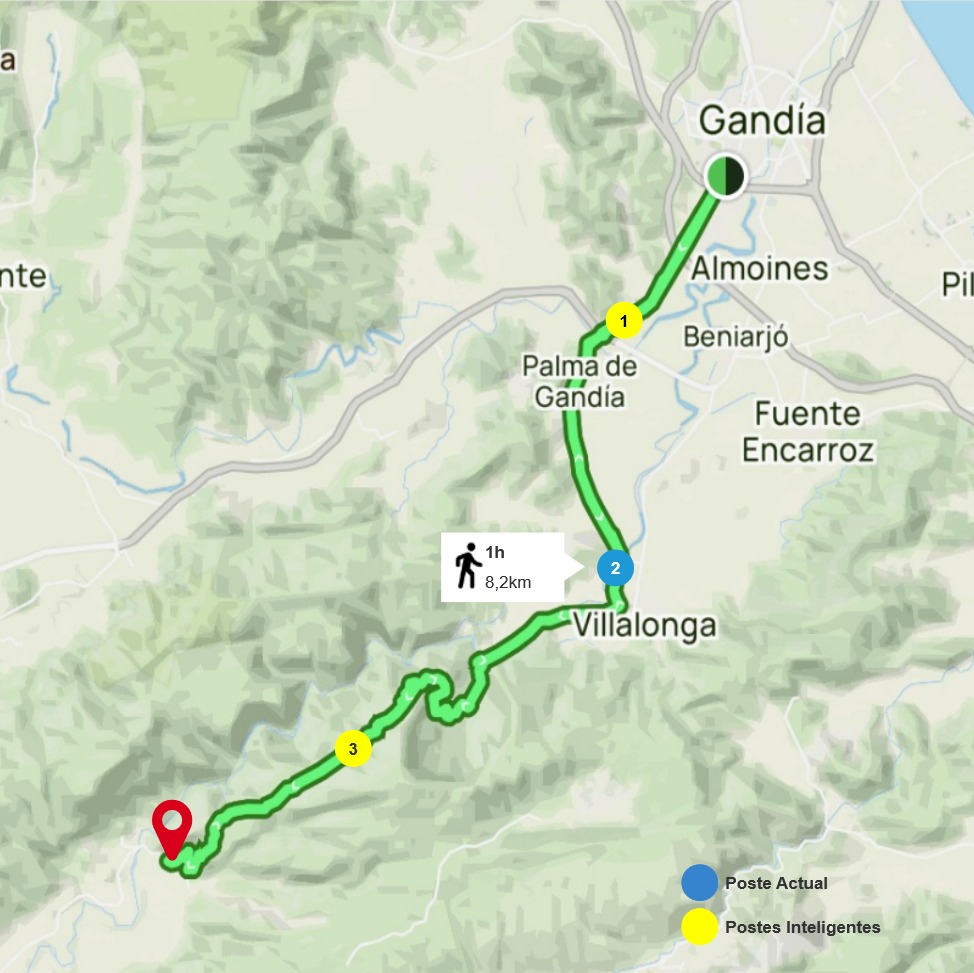 a
Gandía
nte
Almoines
Pil
1
Beniarjó
Palma de
Gandía
Fuente
Encarroz
1h
8,2km
2
Villalonga
3
Poste Actual
Postes Inteligentes